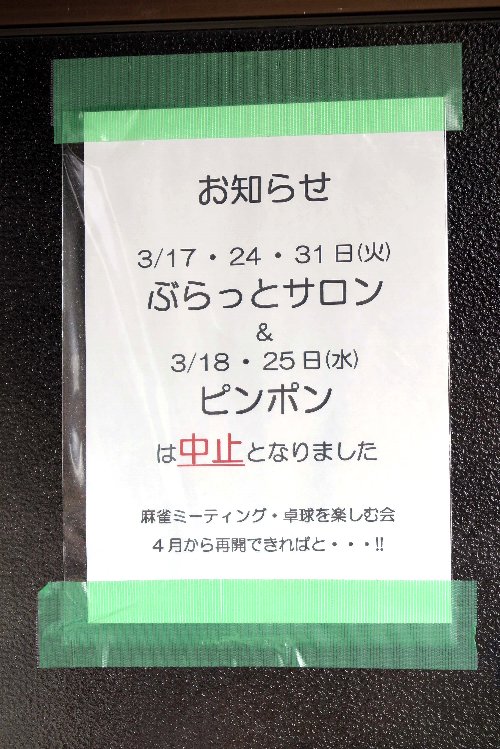 お知らせ
3/17・24・31日(火)
ぶらっとサロン
&
3/18・25日(水)
ピンポン
は中止となりました
麻雀ミーティング・卓球を楽しむ会
4月から再開できればと・・・!!